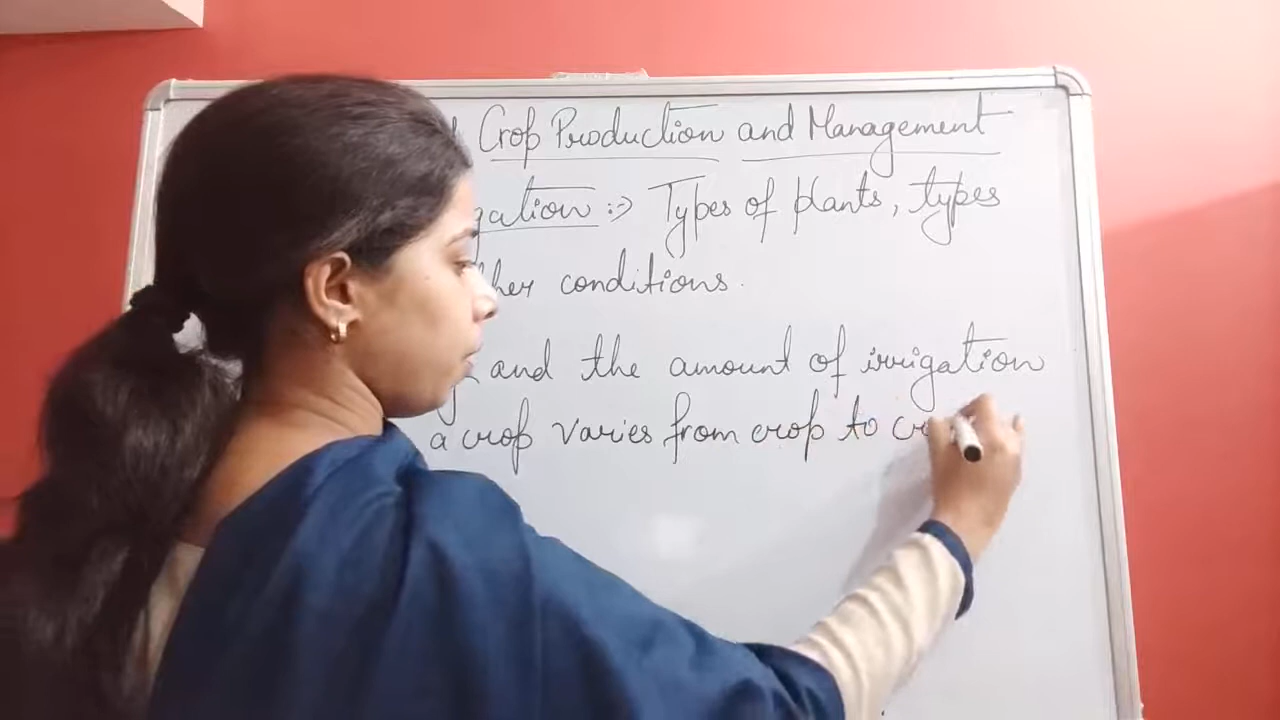 Crop Production and Management
gation :-> Types of plants, types
her conditions.
and the amount of irrigation
a crop varies from crop to cr